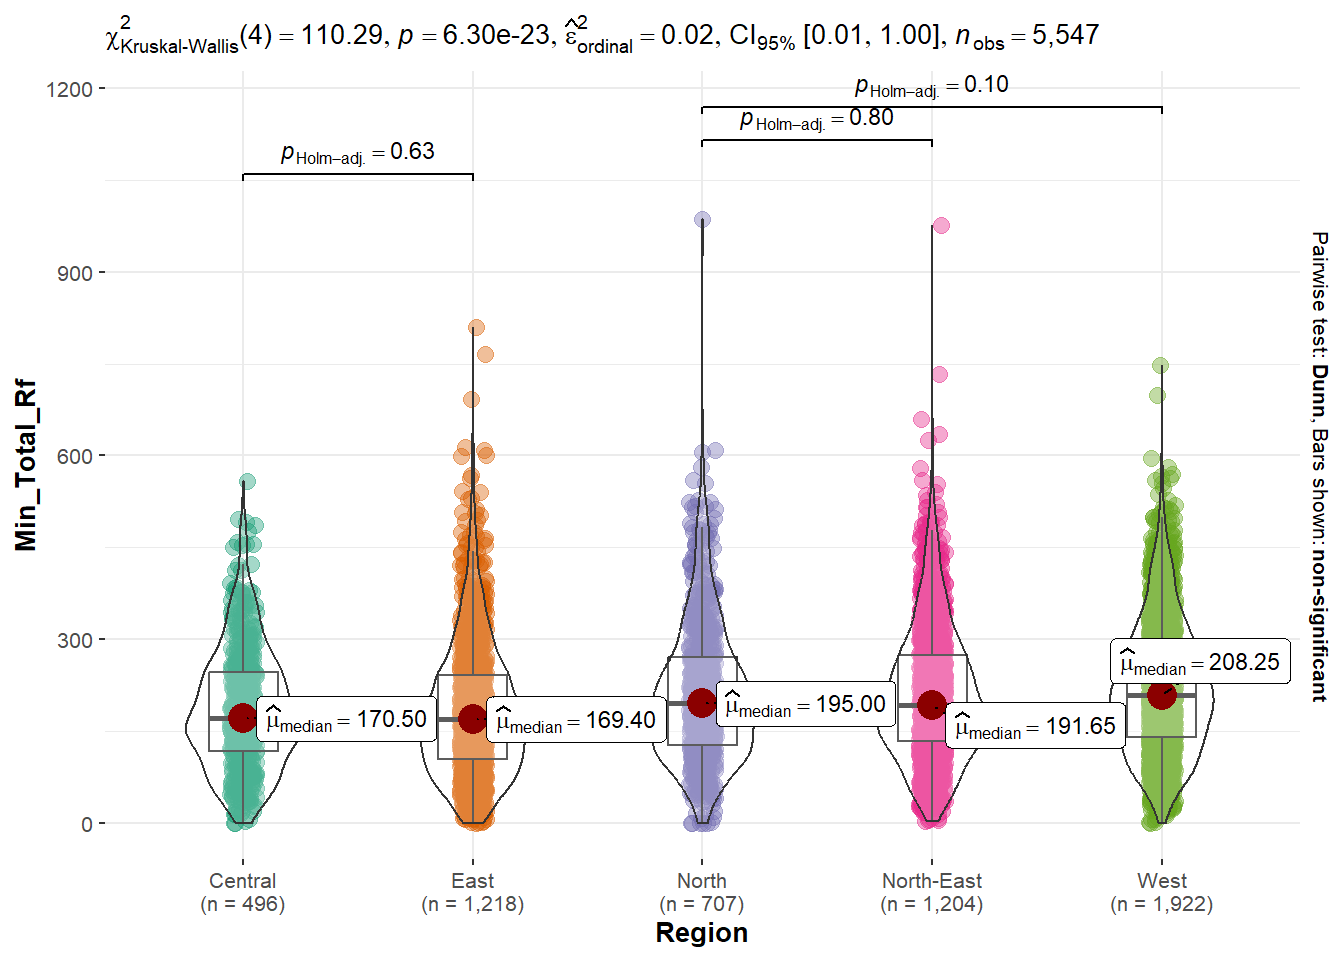 χ²Kruskal-Wallis(4) = 110.29, p = 6.30e-23, ε̂²ordinal = 0.02, CI95% [0.01, 1.00], nobs = 5,547
1200
pHolm−adj. = 0.10
pHolm−adj. = 0.80
pHolm−adj. = 0.63
900
600
300
0
Min_Total_Rf
μ̂median = 170.50
μ̂median = 169.40
μ̂median = 195.00
μ̂median = 191.65
μ̂median = 208.25
Pairwise test: Dunn, Bars shown: non-significant
Central
(n = 496)
East
(n = 1,218)
North
(n = 707)
North-East
(n = 1,204)
West
(n = 1,922)
Region